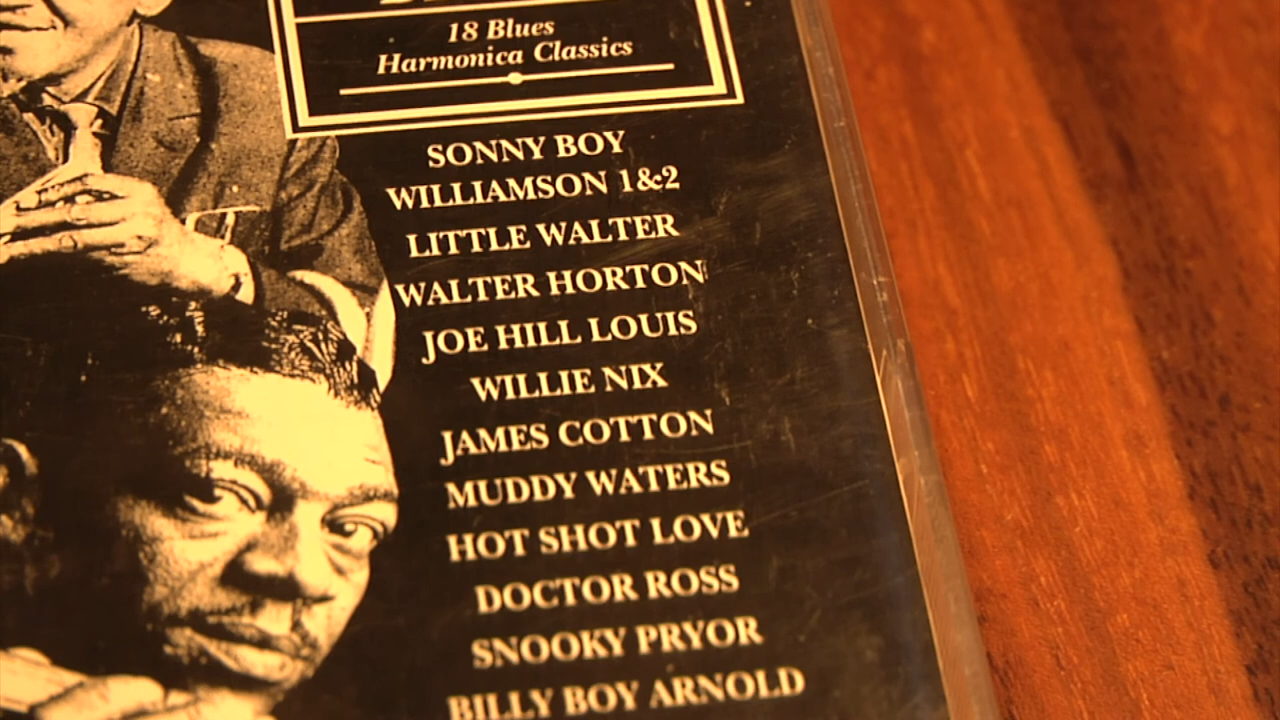 18 Blues
Harmonica Classics
SONNY BOY
WILLIAMSON 1&2
LITTLE WALTER
WALTER HORTON
JOE HILL LOUIS
WILLIE NIX
JAMES COTTON
MUDDY WATERS
HOT SHOT LOVE
DOCTOR ROSS
SNOOKY PRYOR
BILLY BOY ARNOLD